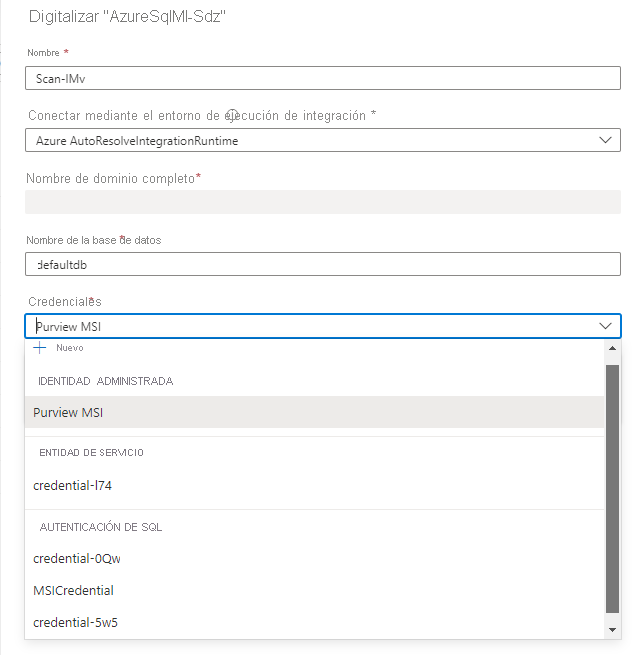 Digitalizar "AzureSqlMI-Sdz"
Nombre *
Scan-IMv
Conectar mediante el entorno de ejecución de integración *
Azure AutoResolveIntegrationRuntime
Nombre de dominio completo*
Nombre de la base de datos *
defaultdb
Credenciales *
Purview MSI
Nuevo
IDENTIDAD ADMINISTRADA
Purview MSI
ENTIDAD DE SERVICIO
credential-I74
AUTENTICACIÓN DE SQL
credential-0Qw
MSICredential
credential-5w5